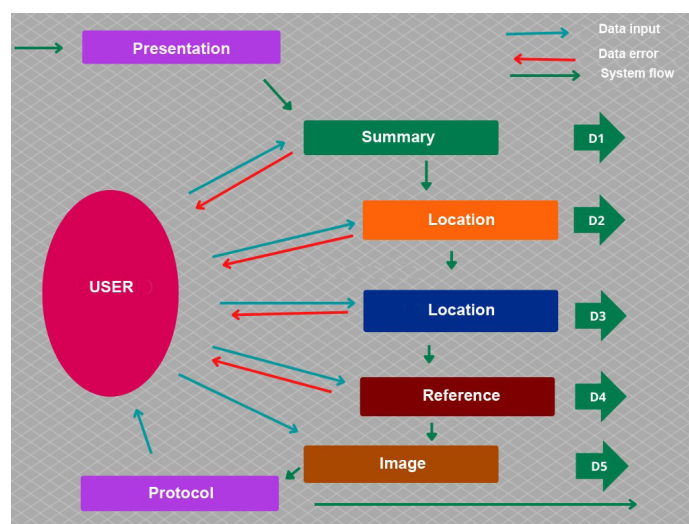 Presentation
Data input
Data error
System flow
Summary
D1
Location
D2
USER
Location
D3
Reference
D4
Image
D5
Protocol